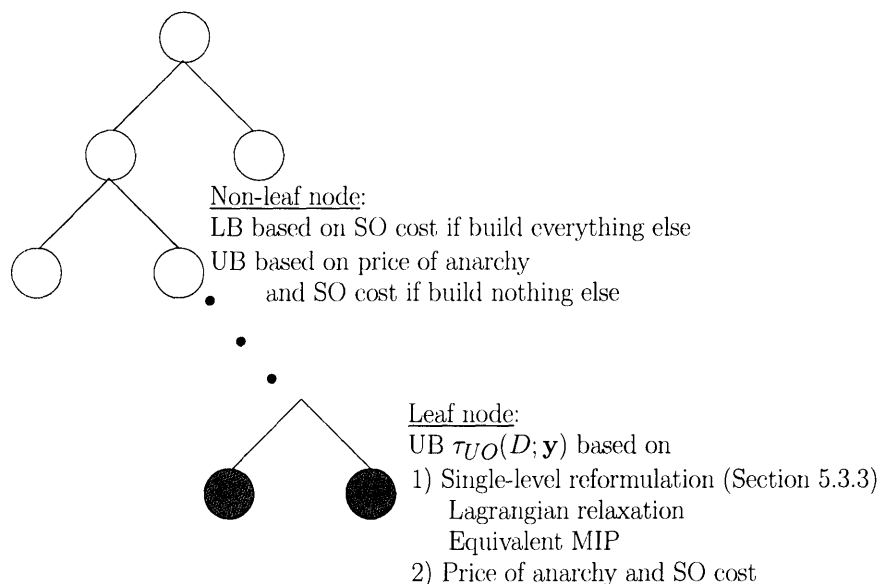 Non-leaf node:
LB based on SO cost if build everything else
UB based on price of anarchy
and SO cost if build nothing else
Leaf node:
UB τ_{UO}(D; y) based on
1) Single-level reformulation (Section 5.3.3)
Lagrangian relaxation
Equivalent MIP
2) Price of anarchy and SO cost